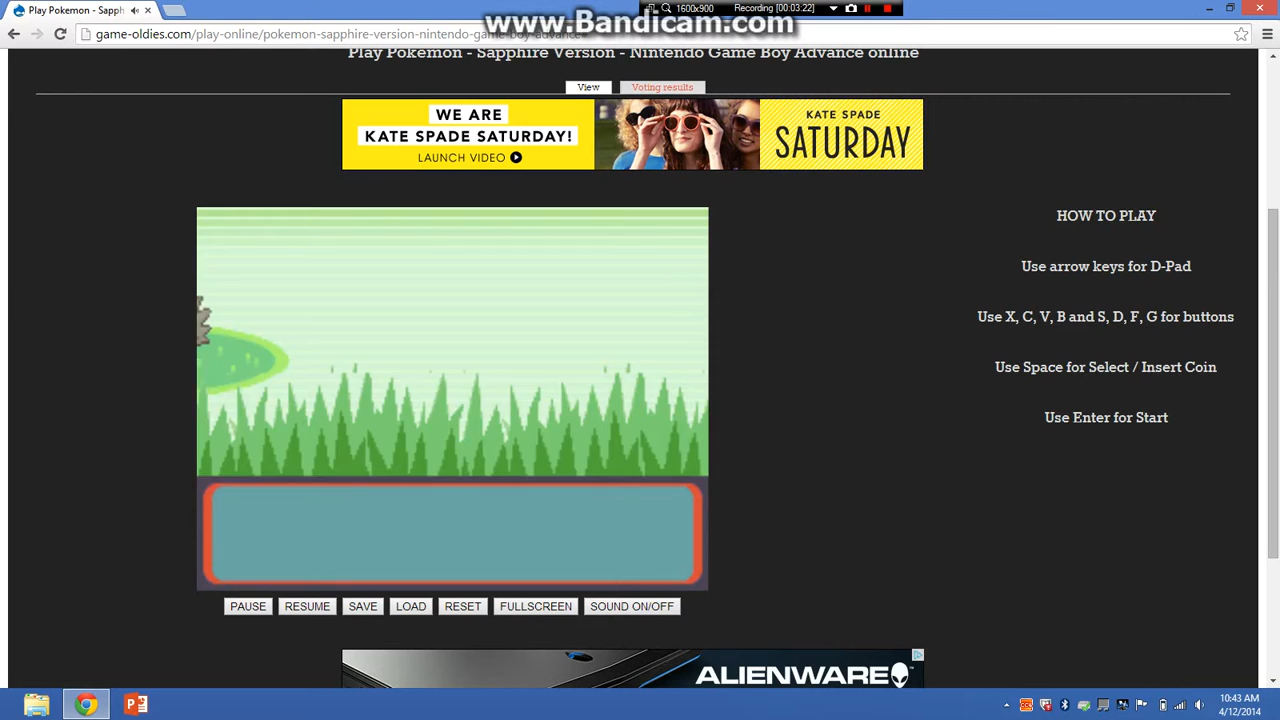 Play Pokemon - Sapph
1600x900
Recording [00:03:22]
www.Bandicam.com
game-oldies.com/play-online/pokemon-sapphire-version-nintendo-game-boy-advance
Play Pokemon - Sapphire Version - Nintendo Game Boy Advance online
View
Voting results
WE ARE
KATE SPADE SATURDAY!
LAUNCH VIDEO
KATE SPADE
SATURDAY
HOW TO PLAY
Use arrow keys for D-Pad
Use X, C, V, B and S, D, F, G for buttons
Use Space for Select / Insert Coin
Use Enter for Start
PAUSE
RESUME
SAVE
LOAD
RESET
FULLSCREEN
SOUND ON/OFF
ALIENWARE
10:43 AM
4/12/2014